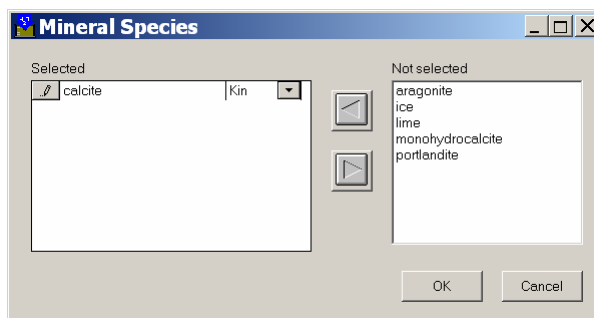 Mineral Species
Selected
calcite Kin
Not selected
aragonite
ice
lime
monohydrocalcite
portlandite
OK Cancel